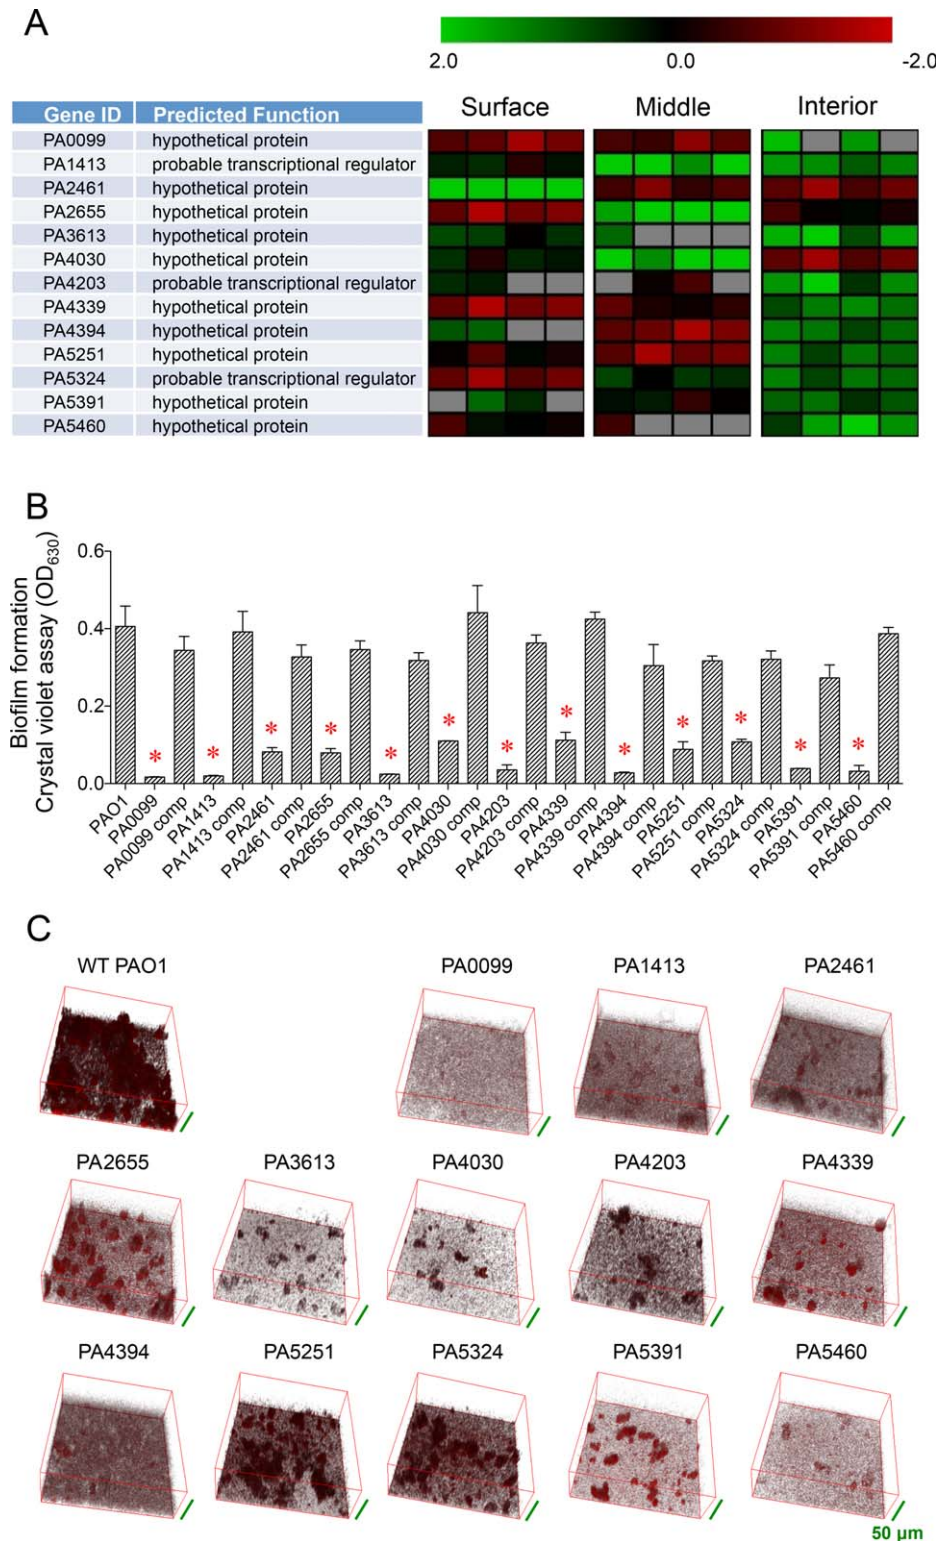 A
2.0 0.0 -2.0
Gene ID Predicted Function Surface Middle Interior
PA0099 hypothetical protein
PA1413 probable transcriptional regulator
PA2461 hypothetical protein
PA2655 hypothetical protein
PA3613 hypothetical protein
PA4030 hypothetical protein
PA4203 probable transcriptional regulator
PA4339 hypothetical protein
PA4394 hypothetical protein
PA5251 hypothetical protein
PA5324 probable transcriptional regulator
PA5391 hypothetical protein
PA5460 hypothetical protein
B
Biofilm formation
Crystal violet assay (OD630)
0.6
0.4
0.2
0.0
* * * * * * * * * * * * *
PAO1
PA0099
PA0099 comp
PA1413
PA1413 comp
PA2461
PA2461 comp
PA2655
PA2655 comp
PA3613
PA3613 comp
PA4030
PA4030 comp
PA4203
PA4203 comp
PA4339
PA4339 comp
PA4394
PA4394 comp
PA5251
PA5251 comp
PA5324
PA5324 comp
PA5391
PA5391 comp
PA5460
PA5460 comp
C
WT PAO1 PA0099 PA1413 PA2461
PA2655 PA3613 PA4030 PA4203 PA4339
PA4394 PA5251 PA5324 PA5391 PA5460
50 µm